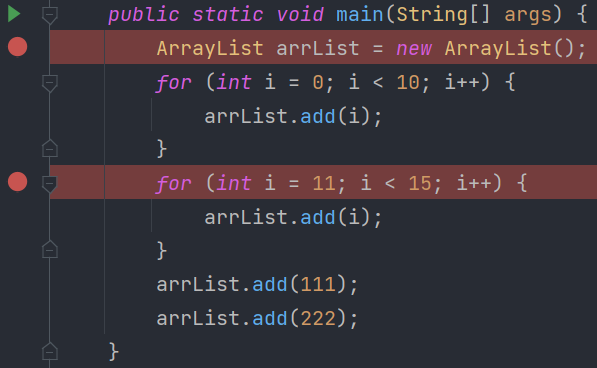 public static void main(String[] args) {
ArrayList arrList = new ArrayList();
for (int i = 0; i < 10; i++) {
arrList.add(i);
}
for (int i = 11; i < 15; i++) {
arrList.add(i);
}
arrList.add(111);
arrList.add(222);
}